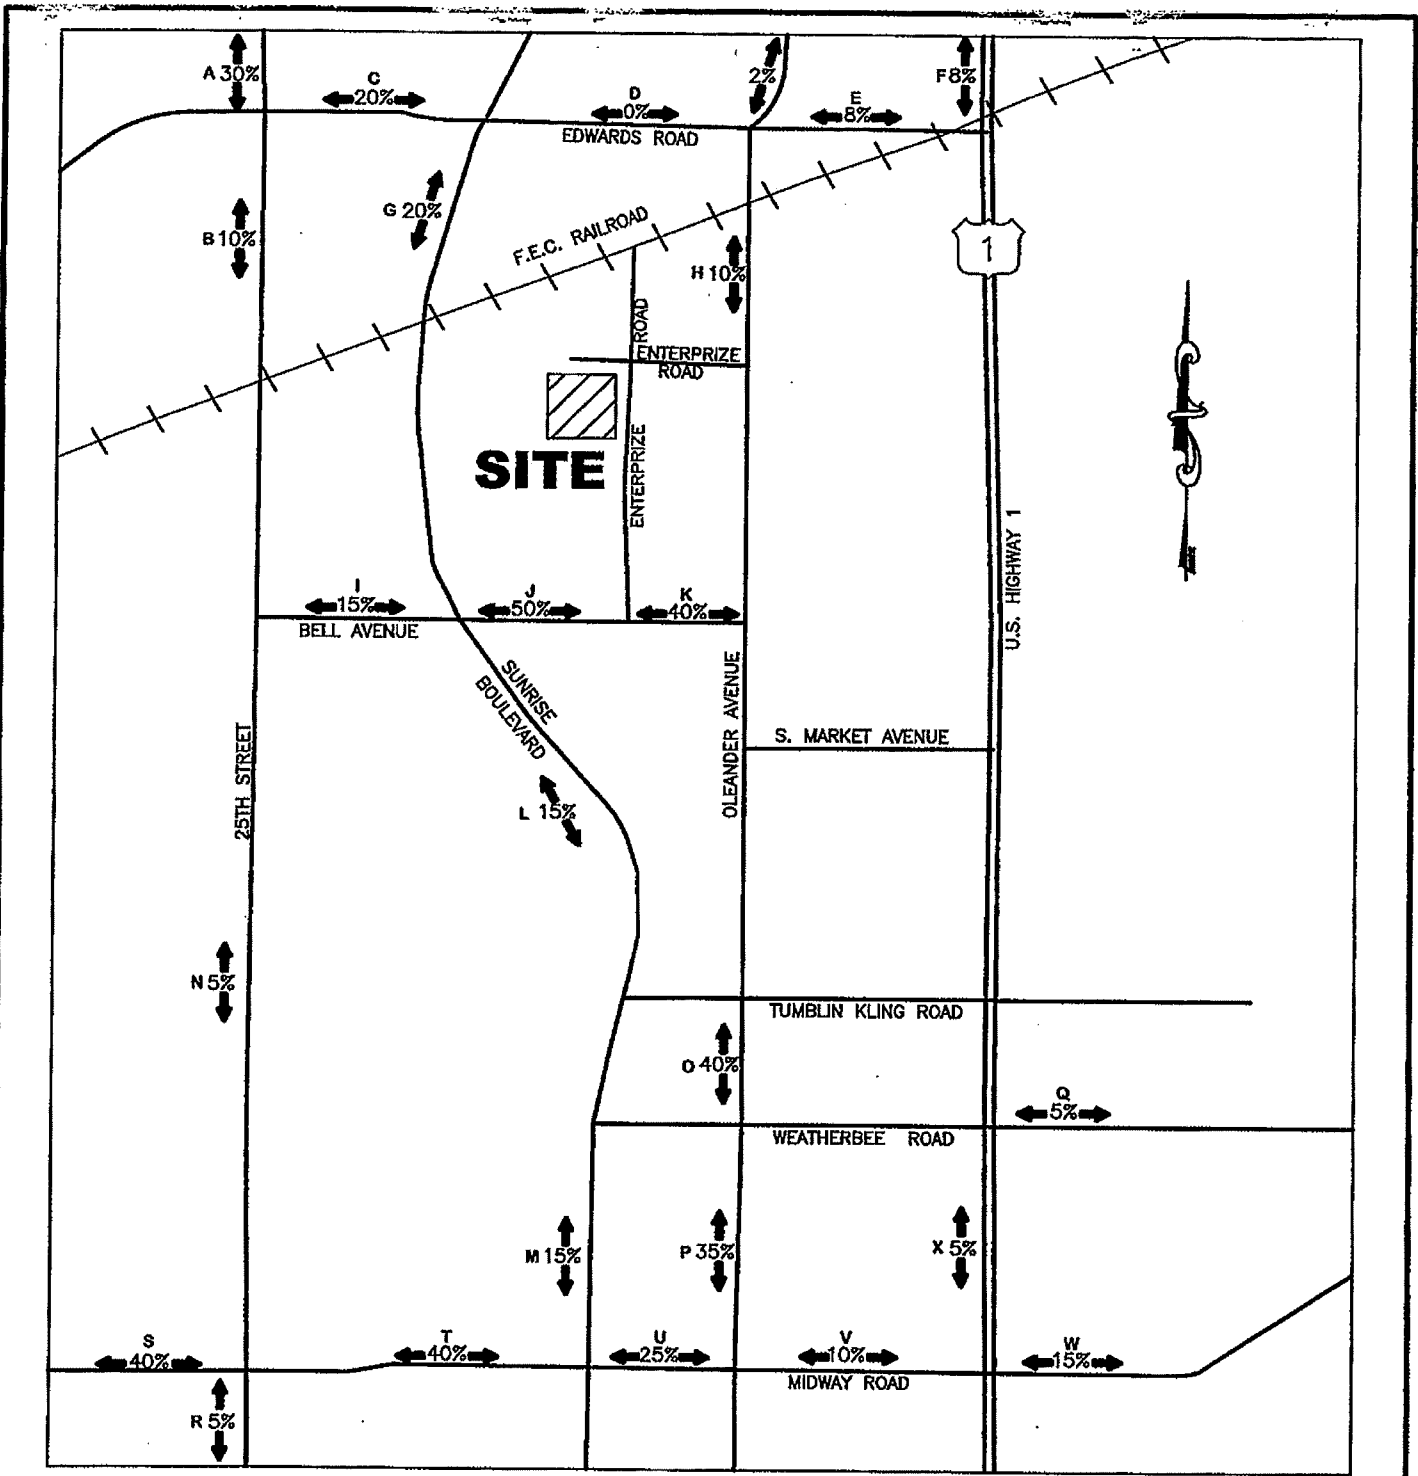 A 30%
C
20%
D
0%
EDWARDS ROAD
2%
E
8%
F 8%
G 20%
B 10%
F.E.C. RAILROAD
H 10%
1
ROAD
ENTERPRIZE
ROAD
SITE
ENTERPRIZE
U.S. HIGHWAY 1
I
15%
BELL AVENUE
J
50%
K
40%
SUNRISE
BOULEVARD
OLEANDER AVENUE
S. MARKET AVENUE
25TH STREET
L 15%
N 5%
TUMBLIN KLING ROAD
O 40%
Q
5%
WEATHERBEE ROAD
M 15%
P 35%
X 5%
S
40%
T
40%
U
25%
V
10%
W
15%
MIDWAY ROAD
R 5%